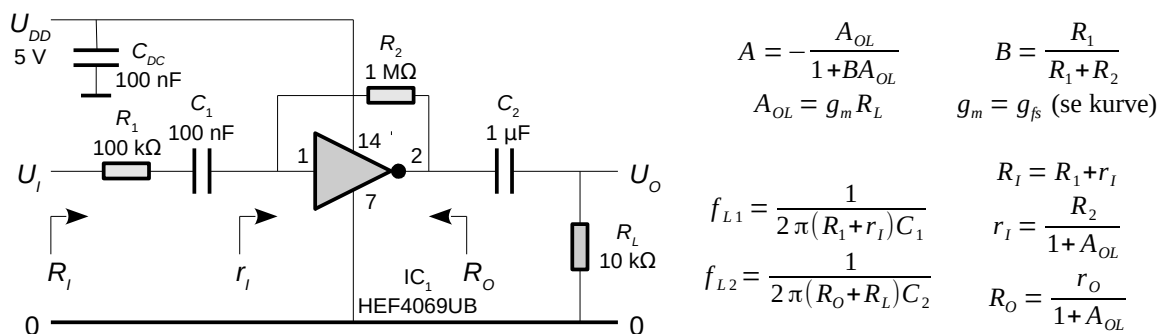 U_DD
5 V
C_DC
100 nF
R_2
1 MΩ
C_1
100 nF
R_1
100 kΩ
C_2
1 µF
14
1
2
7
U_I
U_O
R_I
r_I
R_O
R_L
10 kΩ
IC_1
HEF4069UB
0
0
A = − A_OL / (1 + B A_OL)
B = R_1 / (R_1 + R_2)
A_OL = g_m R_L
g_m = g_fs (se kurve)
R_I = R_1 + r_I
f_L1 = 1 / (2 π (R_1 + r_I) C_1)
r_I = R_2 / (1 + A_OL)
f_L2 = 1 / (2 π (R_O + R_L) C_2)
R_O = r_O / (1 + A_OL)